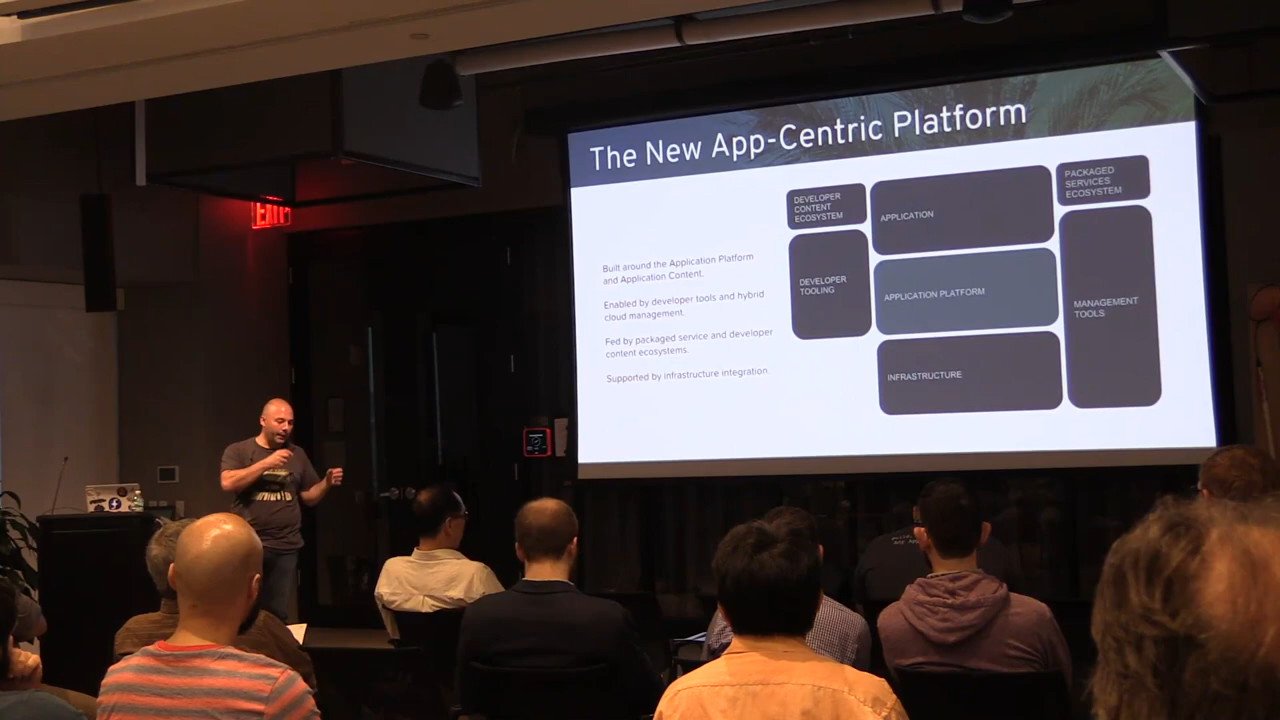 The New App-Centric Platform
EXIT
Built around the Application Platform
and Application Content.
Enabled by developer tools and hybrid
cloud management.
Fed by packaged service and developer
content ecosystems.
Supported by infrastructure integration.
DEVELOPER
CONTENT
ECOSYSTEM
APPLICATION
PACKAGED
SERVICES
ECOSYSTEM
DEVELOPER
TOOLING
APPLICATION PLATFORM
MANAGEMENT
TOOLS
INFRASTRUCTURE